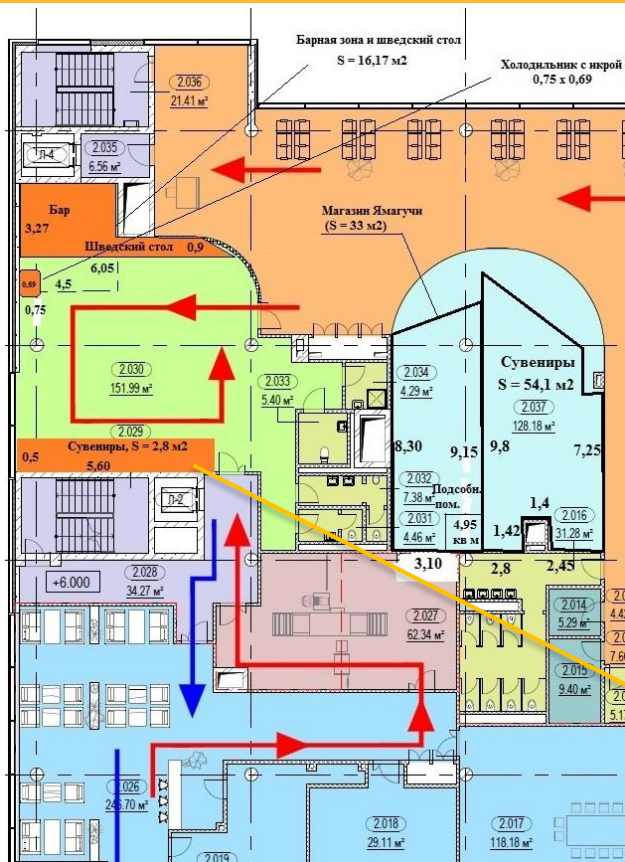 Барная зона и шведский стол
S = 16,17 м2
Холодильник с икрой
0,75 х 0,69
2.036
21.41 м²
Л-4
2.035
6.56 м²
Бар
3,27
Шведский стол 0,9
6,05
0,69
4,5
0,75
Магазин Ямагучи
(S = 33 м2)
2.030
151.99 м²
2.033
5.40 м²
2.034
4.29 м²
Сувениры
S = 54,1 м2
2.037
128.18 м²
2.029
Сувениры, S = 2,8 м2
0,5
5,60
8,30
9,15
9,8
7,25
2.032
7.38 м²
Подсобн.
пом.
4,95
кв м
2.031
4.46 м²
1,4
1,42
2.016
31.28 м²
Л-2
3,10
2,8
2,45
+6.000
2.028
34.27 м²
2.027
62.34 м²
2.014
5.29 м²
2.015
9.40 м²
2.026
2.018
29.11 м²
2.017
118.18 м²
2.019